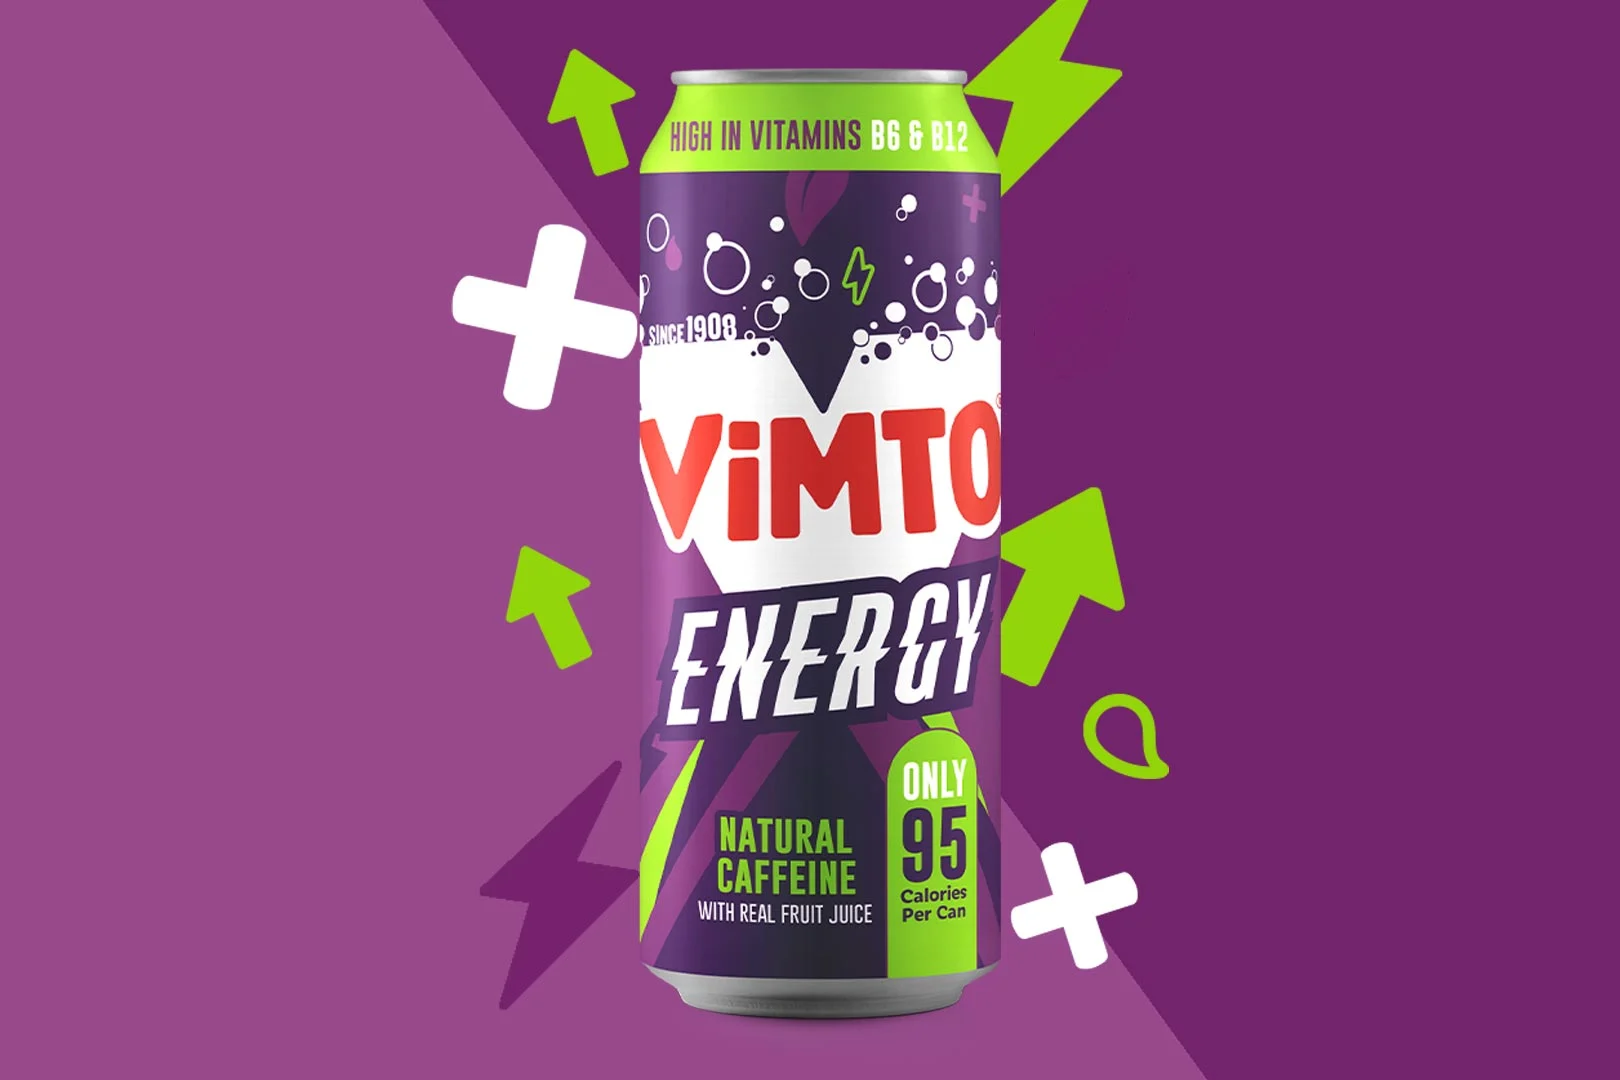 HIGH IN VITAMINS B6 & B12
SINCE 1908
ViMTO
ENERGY
ONLY
95
Calories
Per Can
NATURAL
CAFFEINE
WITH REAL FRUIT JUICE